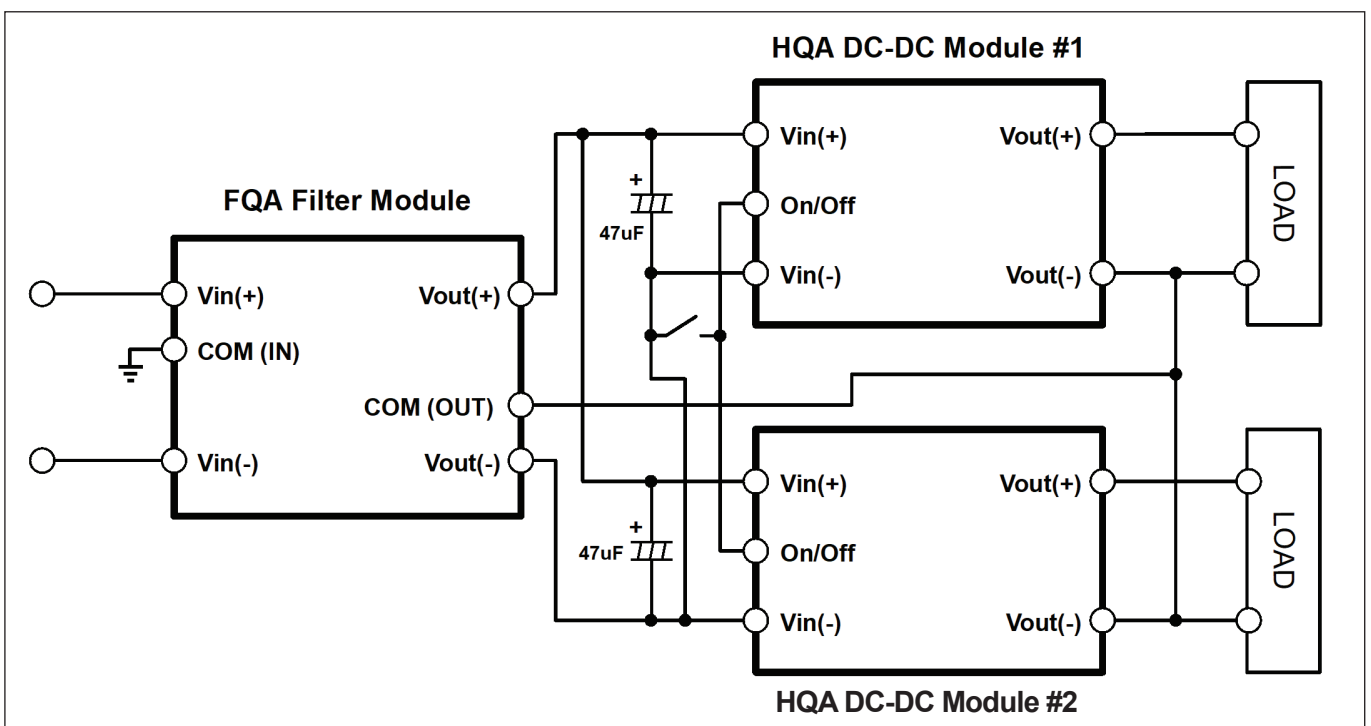 HQA DC-DC Module #1
Vin(+)
Vout(+)
On/Off
Vin(-)
Vout(-)
+
47uF
LOAD
FQA Filter Module
Vin(+)
Vout(+)
COM (IN)
COM (OUT)
Vin(-)
Vout(-)
+
47uF
Vin(+)
Vout(+)
On/Off
Vin(-)
Vout(-)
LOAD
HQA DC-DC Module #2